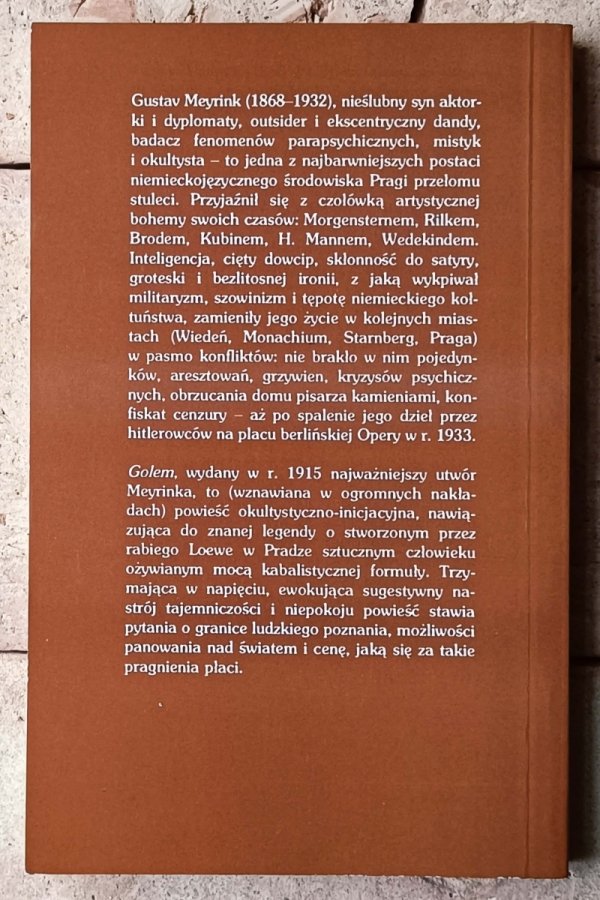 Gustav Meyrink (1868–1932), nieślubny syn aktor-
ki i dyplomaty, outsider i ekscentryczny dandy,
badacz fenomenów parapsychicznych, mistyk
i okultysta – to jedna z najbarwniejszych postaci
niemieckojęzycznego środowiska Pragi przełomu
stuleci. Przyjaźnił się z czołówką artystycznej
bohemy swoich czasów: Morgensternem, Rilkem,
Brodem, Kubinem, H. Mannem, Wedekindem.
Inteligencja, cięty dowcip, skłonność do satyry,
groteski i bezlitosnej ironii, z jaką wykpiwał
militaryzm, szowinizm i tępotę niemieckiego koł-
tuństwa, zamieniły jego życie w kolejnych mias-
tach (Wiedeń, Monachium, Starnberg, Praga)
w pasmo konfliktów: nie brakło w nim pojedyn-
ków, aresztowań, grzywien, kryzysów psychicz-
nych, obrzucania domu pisarza kamieniami, kon-
fiskat cenzury – aż po spalenie jego dzieł przez
hitlerowców na placu berlińskiej Opery w r. 1933.
Golem, wydany w r. 1915 najważniejszy utwór
Meyrinka, to (wznawiana w ogromnych nakła-
dach) powieść okultystyczno-inicjacyjna, nawią-
zująca do znanej legendy o stworzonym przez
rabiego Loewe w Pradze sztucznym człowieku
ożywianym mocą kabalistycznej formuły. Trzy-
mająca w napięciu, ewokująca sugestywny na-
strój tajemniczości i niepokoju powieść stawia
pytania o granice ludzkiego poznania, możliwości
panowania nad światem i cenę, jaką się za takie
pragnienia płaci.